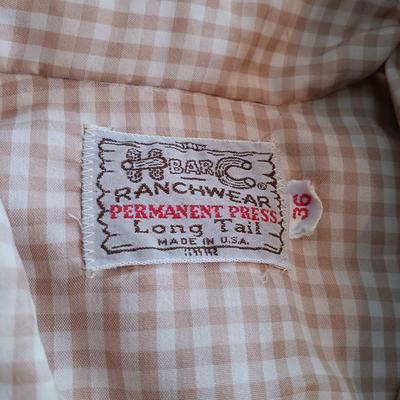 H BAR C®
RANCHWEAR
PERMANENT PRESS
Long Tail
MADE IN U.S.A.
36